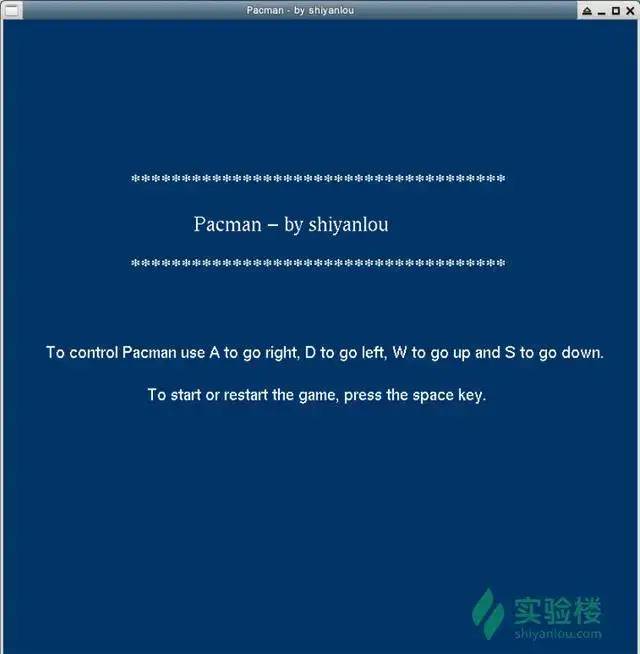 Pacman - by shiyanlou
*************************************
Pacman – by shiyanlou
*************************************
To control Pacman use A to go right, D to go left, W to go up and S to go down.
To start or restart the game, press the space key.
实验楼
shiyanlou.com